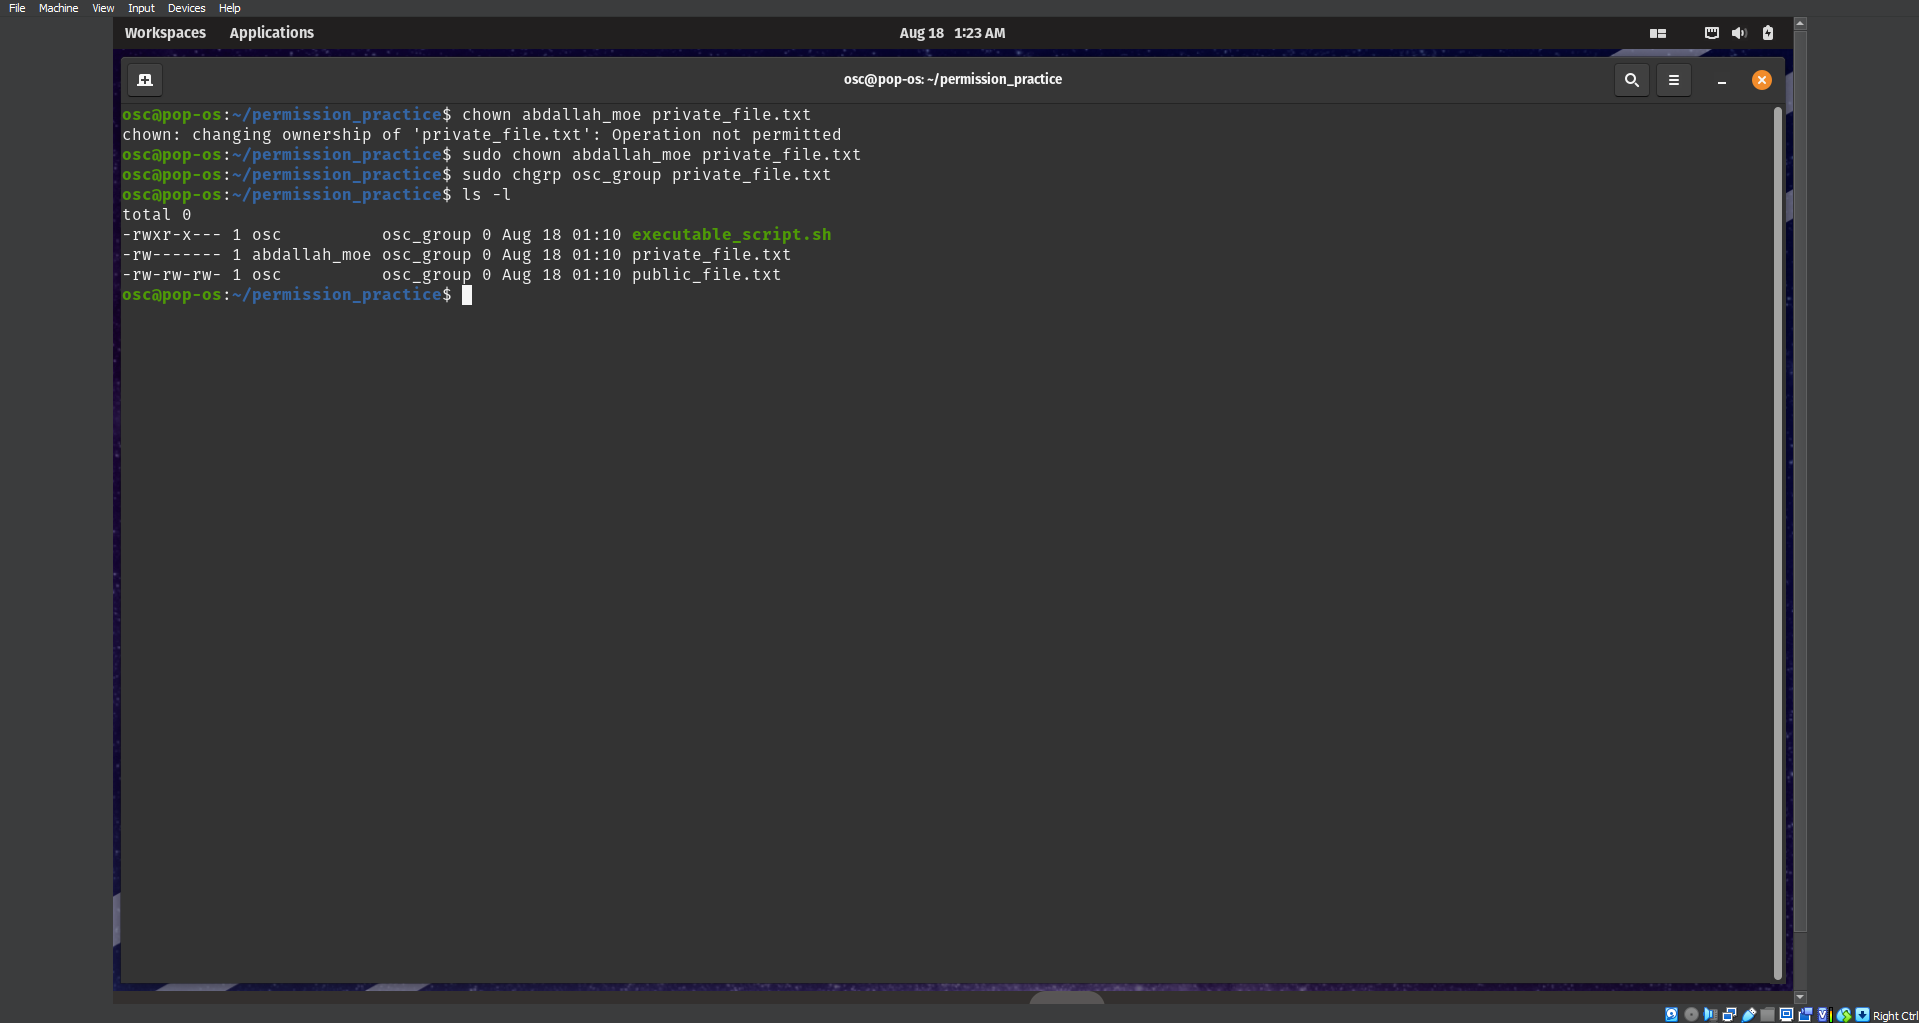 File Machine View Input Devices Help
Workspaces Applications Aug 18 1:23 AM
osc@pop-os: ~/permission_practice
osc@pop-os:~/permission_practice$ chown abdallah_moe private_file.txt
chown: changing ownership of 'private_file.txt': Operation not permitted
osc@pop-os:~/permission_practice$ sudo chown abdallah_moe private_file.txt
osc@pop-os:~/permission_practice$ sudo chgrp osc_group private_file.txt
osc@pop-os:~/permission_practice$ ls -l
total 0
-rwxr-x--- 1 osc          osc_group 0 Aug 18 01:10 executable_script.sh
-rw------- 1 abdallah_moe osc_group 0 Aug 18 01:10 private_file.txt
-rw-rw-rw- 1 osc          osc_group 0 Aug 18 01:10 public_file.txt
osc@pop-os:~/permission_practice$
Right Ctrl